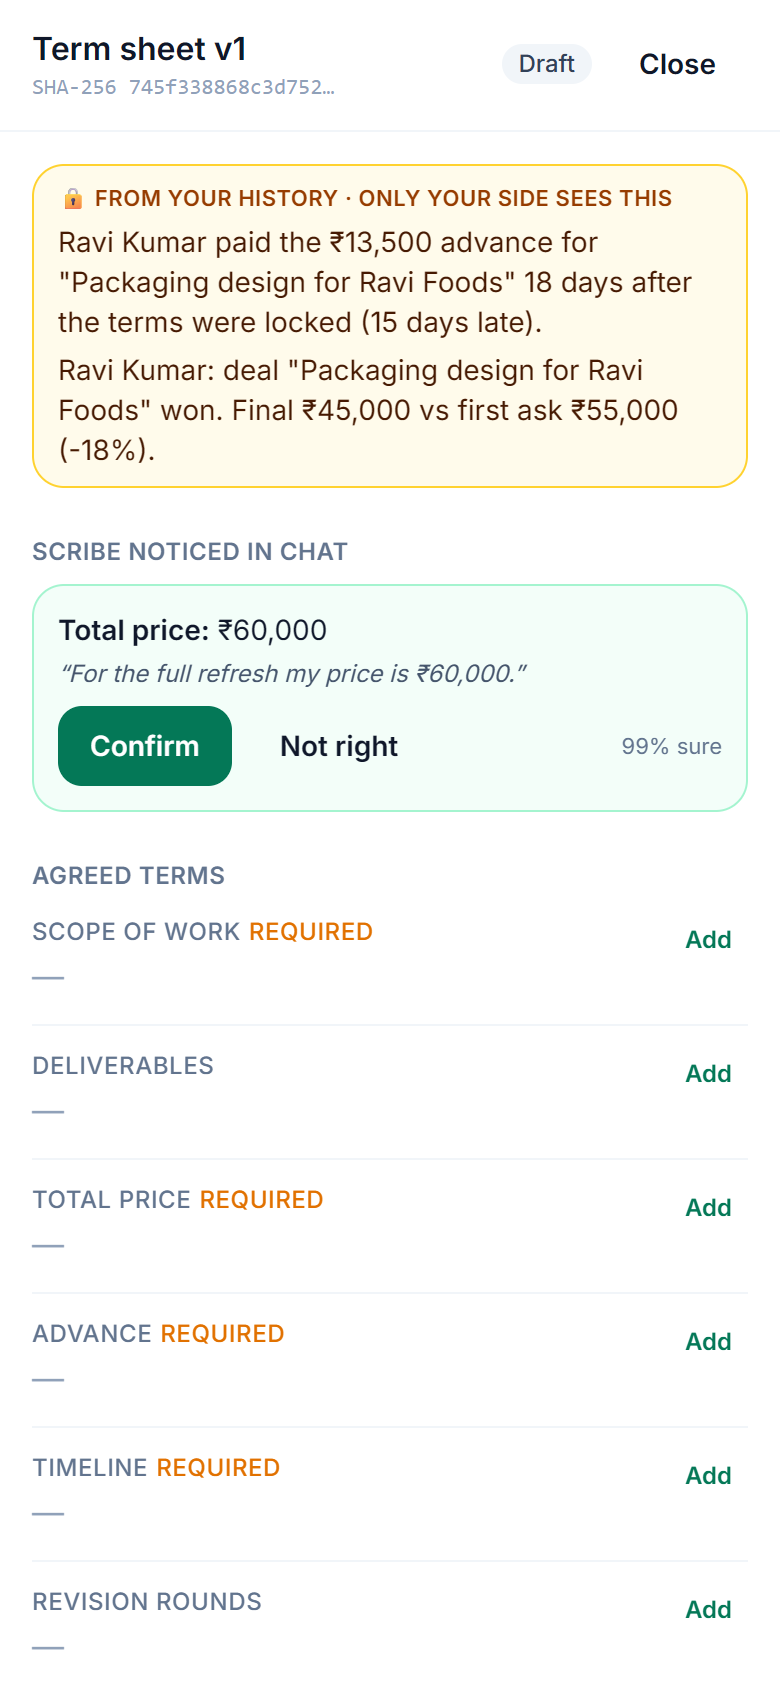 Term sheet v1
SHA-256 745f338868c3d752…
Draft
Close
🔒 FROM YOUR HISTORY · ONLY YOUR SIDE SEES THIS
Ravi Kumar paid the ₹13,500 advance for
"Packaging design for Ravi Foods" 18 days after
the terms were locked (15 days late).
Ravi Kumar: deal "Packaging design for Ravi
Foods" won. Final ₹45,000 vs first ask ₹55,000
(-18%).
SCRIBE NOTICED IN CHAT
Total price: ₹60,000
“For the full refresh my price is ₹60,000.”
Confirm
Not right
99% sure
AGREED TERMS
SCOPE OF WORK REQUIRED
Add
—
DELIVERABLES
Add
—
TOTAL PRICE REQUIRED
Add
—
ADVANCE REQUIRED
Add
—
TIMELINE REQUIRED
Add
—
REVISION ROUNDS
Add
—